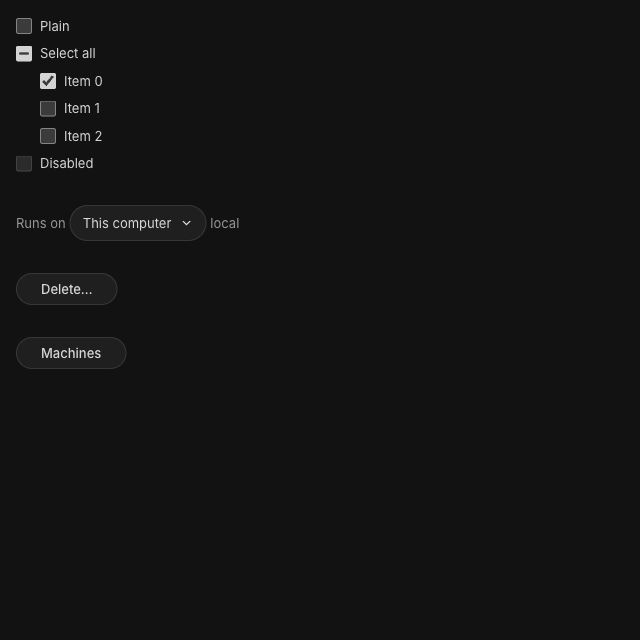 Plain
Select all
Item 0
Item 1
Item 2
Disabled
Runs on This computer local
Delete...
Machines